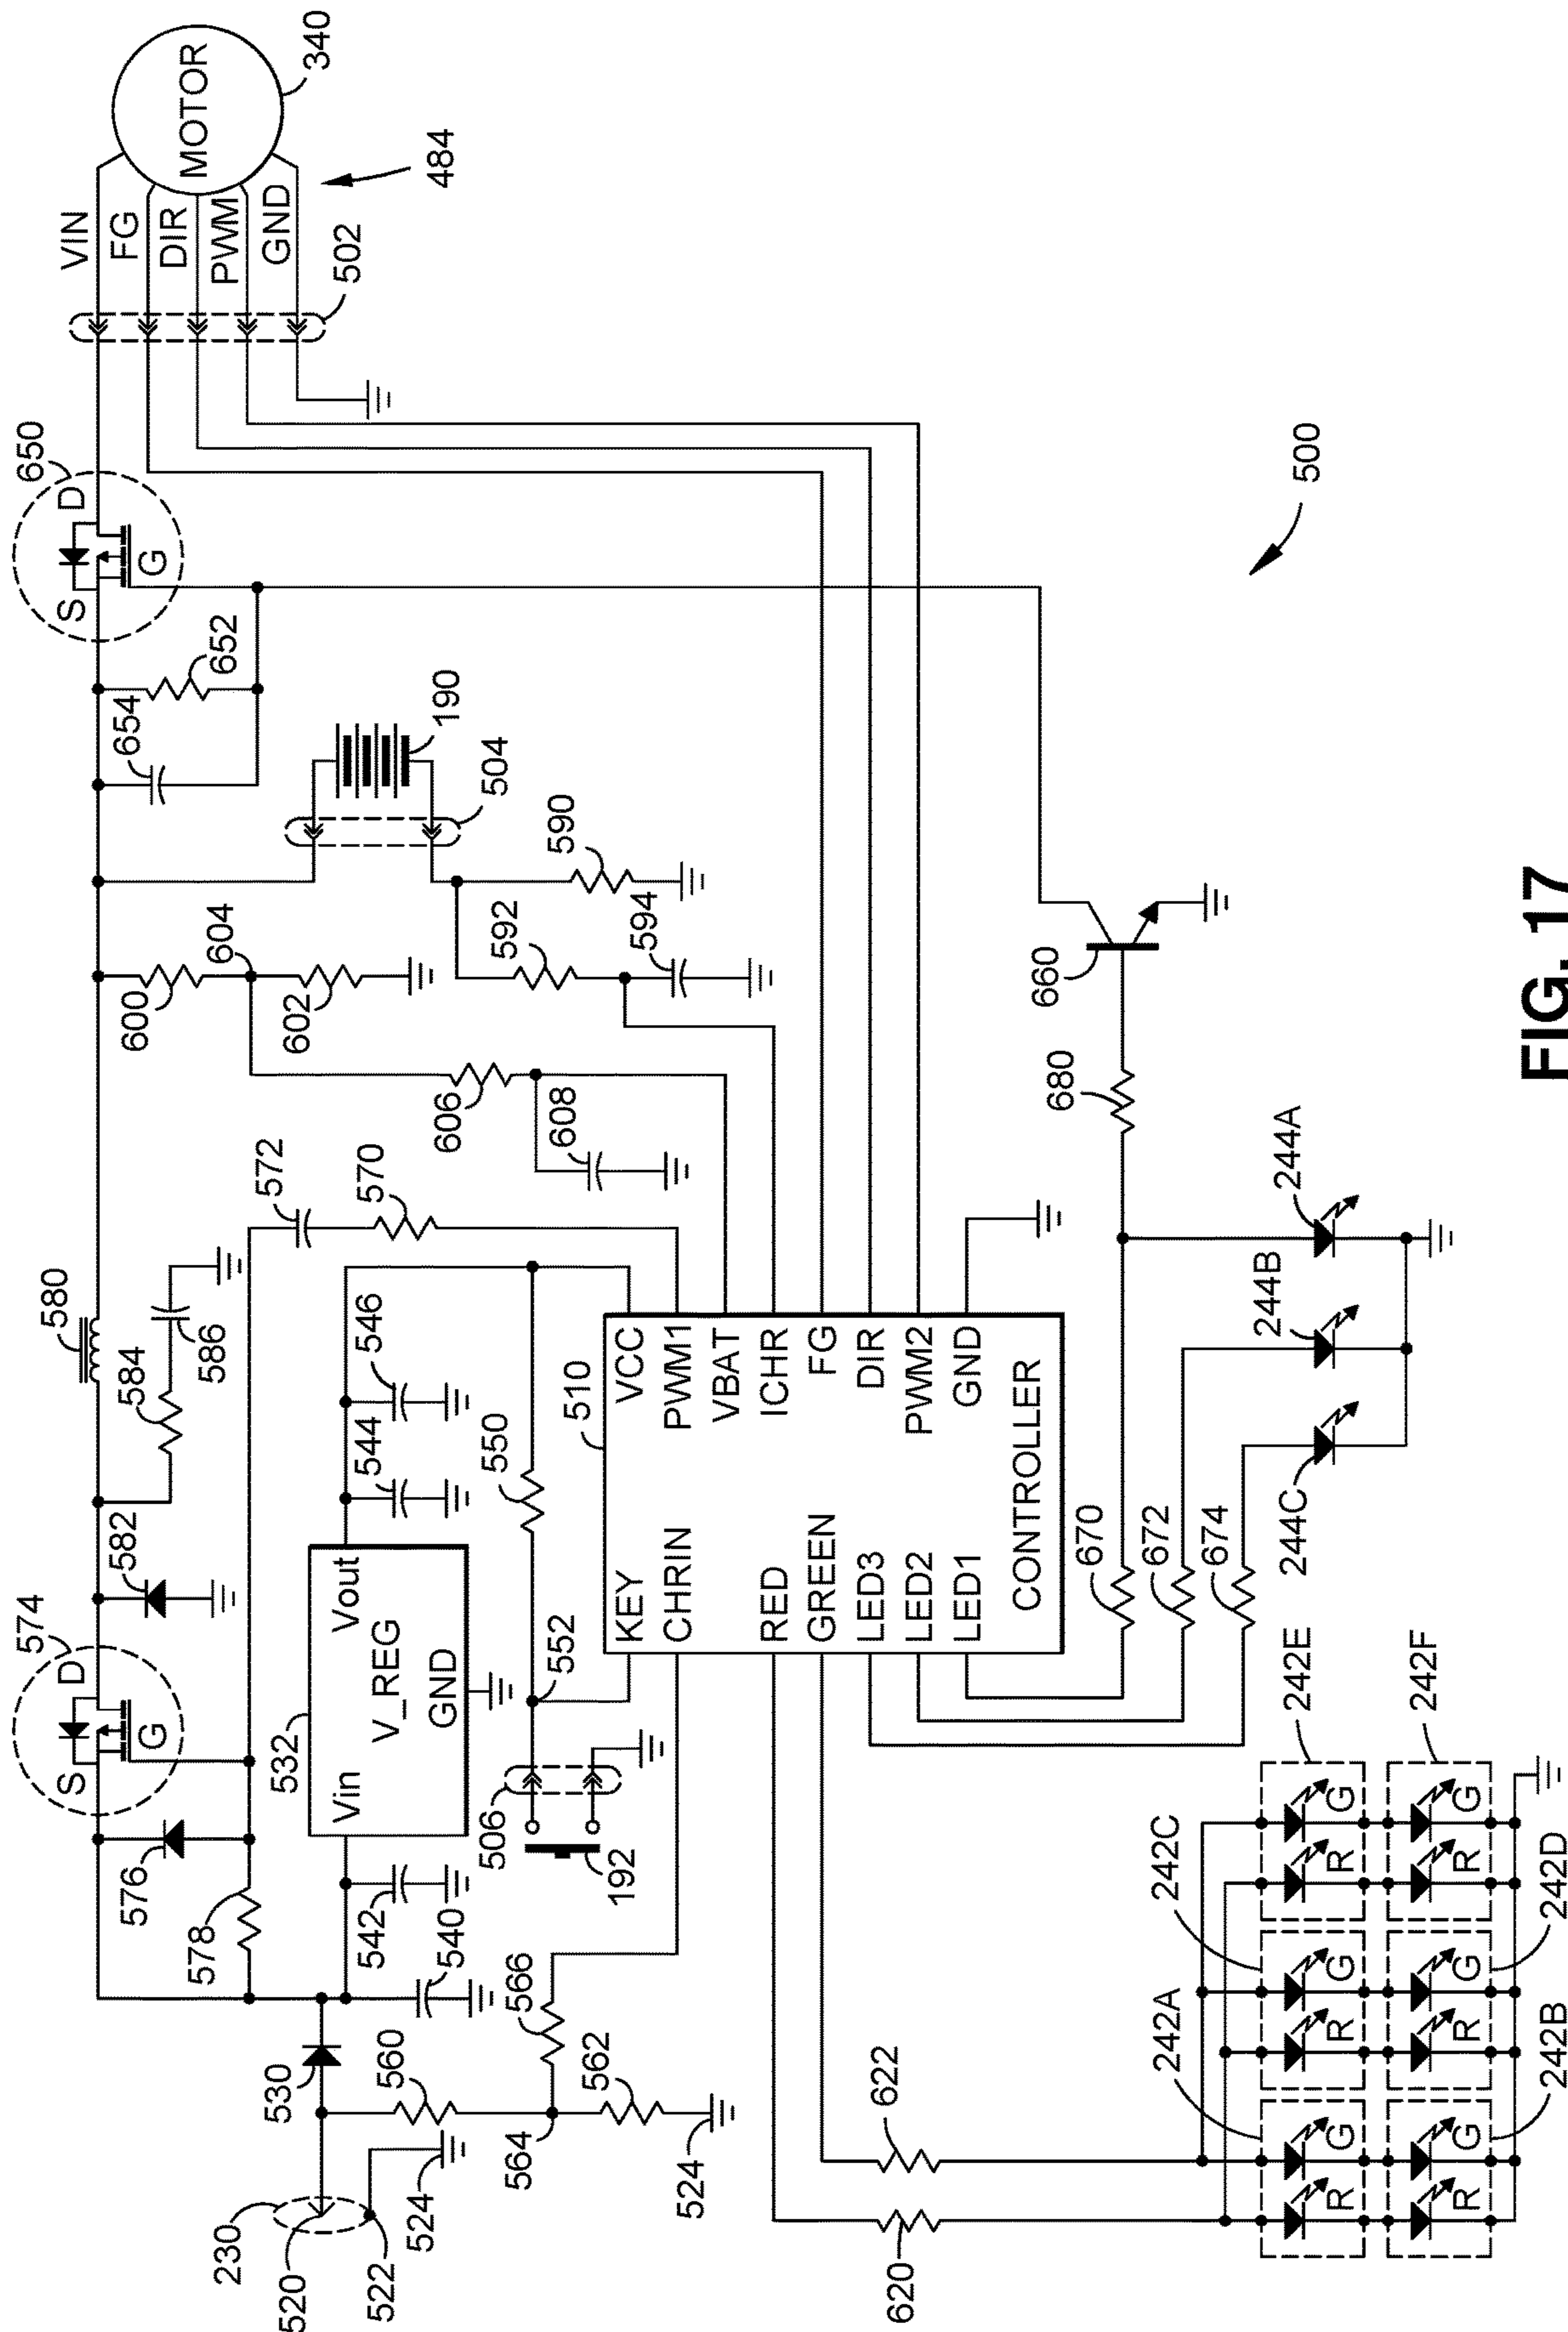 VIN
FG
DIR
PWM
GND
MOTOR
340
484
502
650
S
D
G
652
654
190
504
590
592
594
600
604
602
606
608
572
570
580
584
586
582
574
S
D
G
576
578
532
Vin
Vout
V_REG
GND
546
544
542
540
550
552
510
VCC
PWM1
VBAT
ICHR
FG
DIR
PWM2
GND
KEY
CHRIN
RED
GREEN
LED3
LED2
LED1
CONTROLLER
506
192
530
560
566
562
564
524
524
230
520
522
622
620
660
680
670
672
674
244A
244B
244C
242A
242C
242E
242F
242D
242B
R
G
R
G
R
G
R
G
R
G
R
G
500
FIG. 17